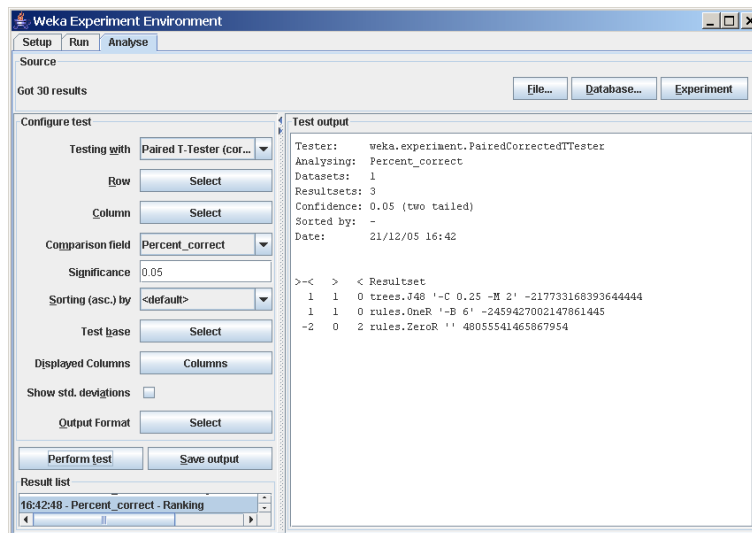 Weka Experiment Environment
Setup Run Analyse
Source
Got 30 results
File... Database... Experiment
Configure test
Testing with Paired T-Tester (cor...
Row Select
Column Select
Comparison field Percent_correct
Significance 0.05
Sorting (asc.) by <default>
Test base Select
Displayed Columns Columns
Show std. deviations
Output Format Select
Perform test Save output
Result list
16:42:48 - Percent_correct - Ranking
Test output
Tester: weka.experiment.PairedCorrectedTTester
Analysing: Percent_correct
Datasets: 1
Resultsets: 3
Confidence: 0.05 (two tailed)
Sorted by: -
Date: 21/12/05 16:42
>-< > < Resultset
1 1 0 trees.J48 '-C 0.25 -M 2' -217733168393644444
1 1 0 rules.OneR '-B 6' -2459427002147861445
-2 0 2 rules.ZeroR '' 48055541465867954